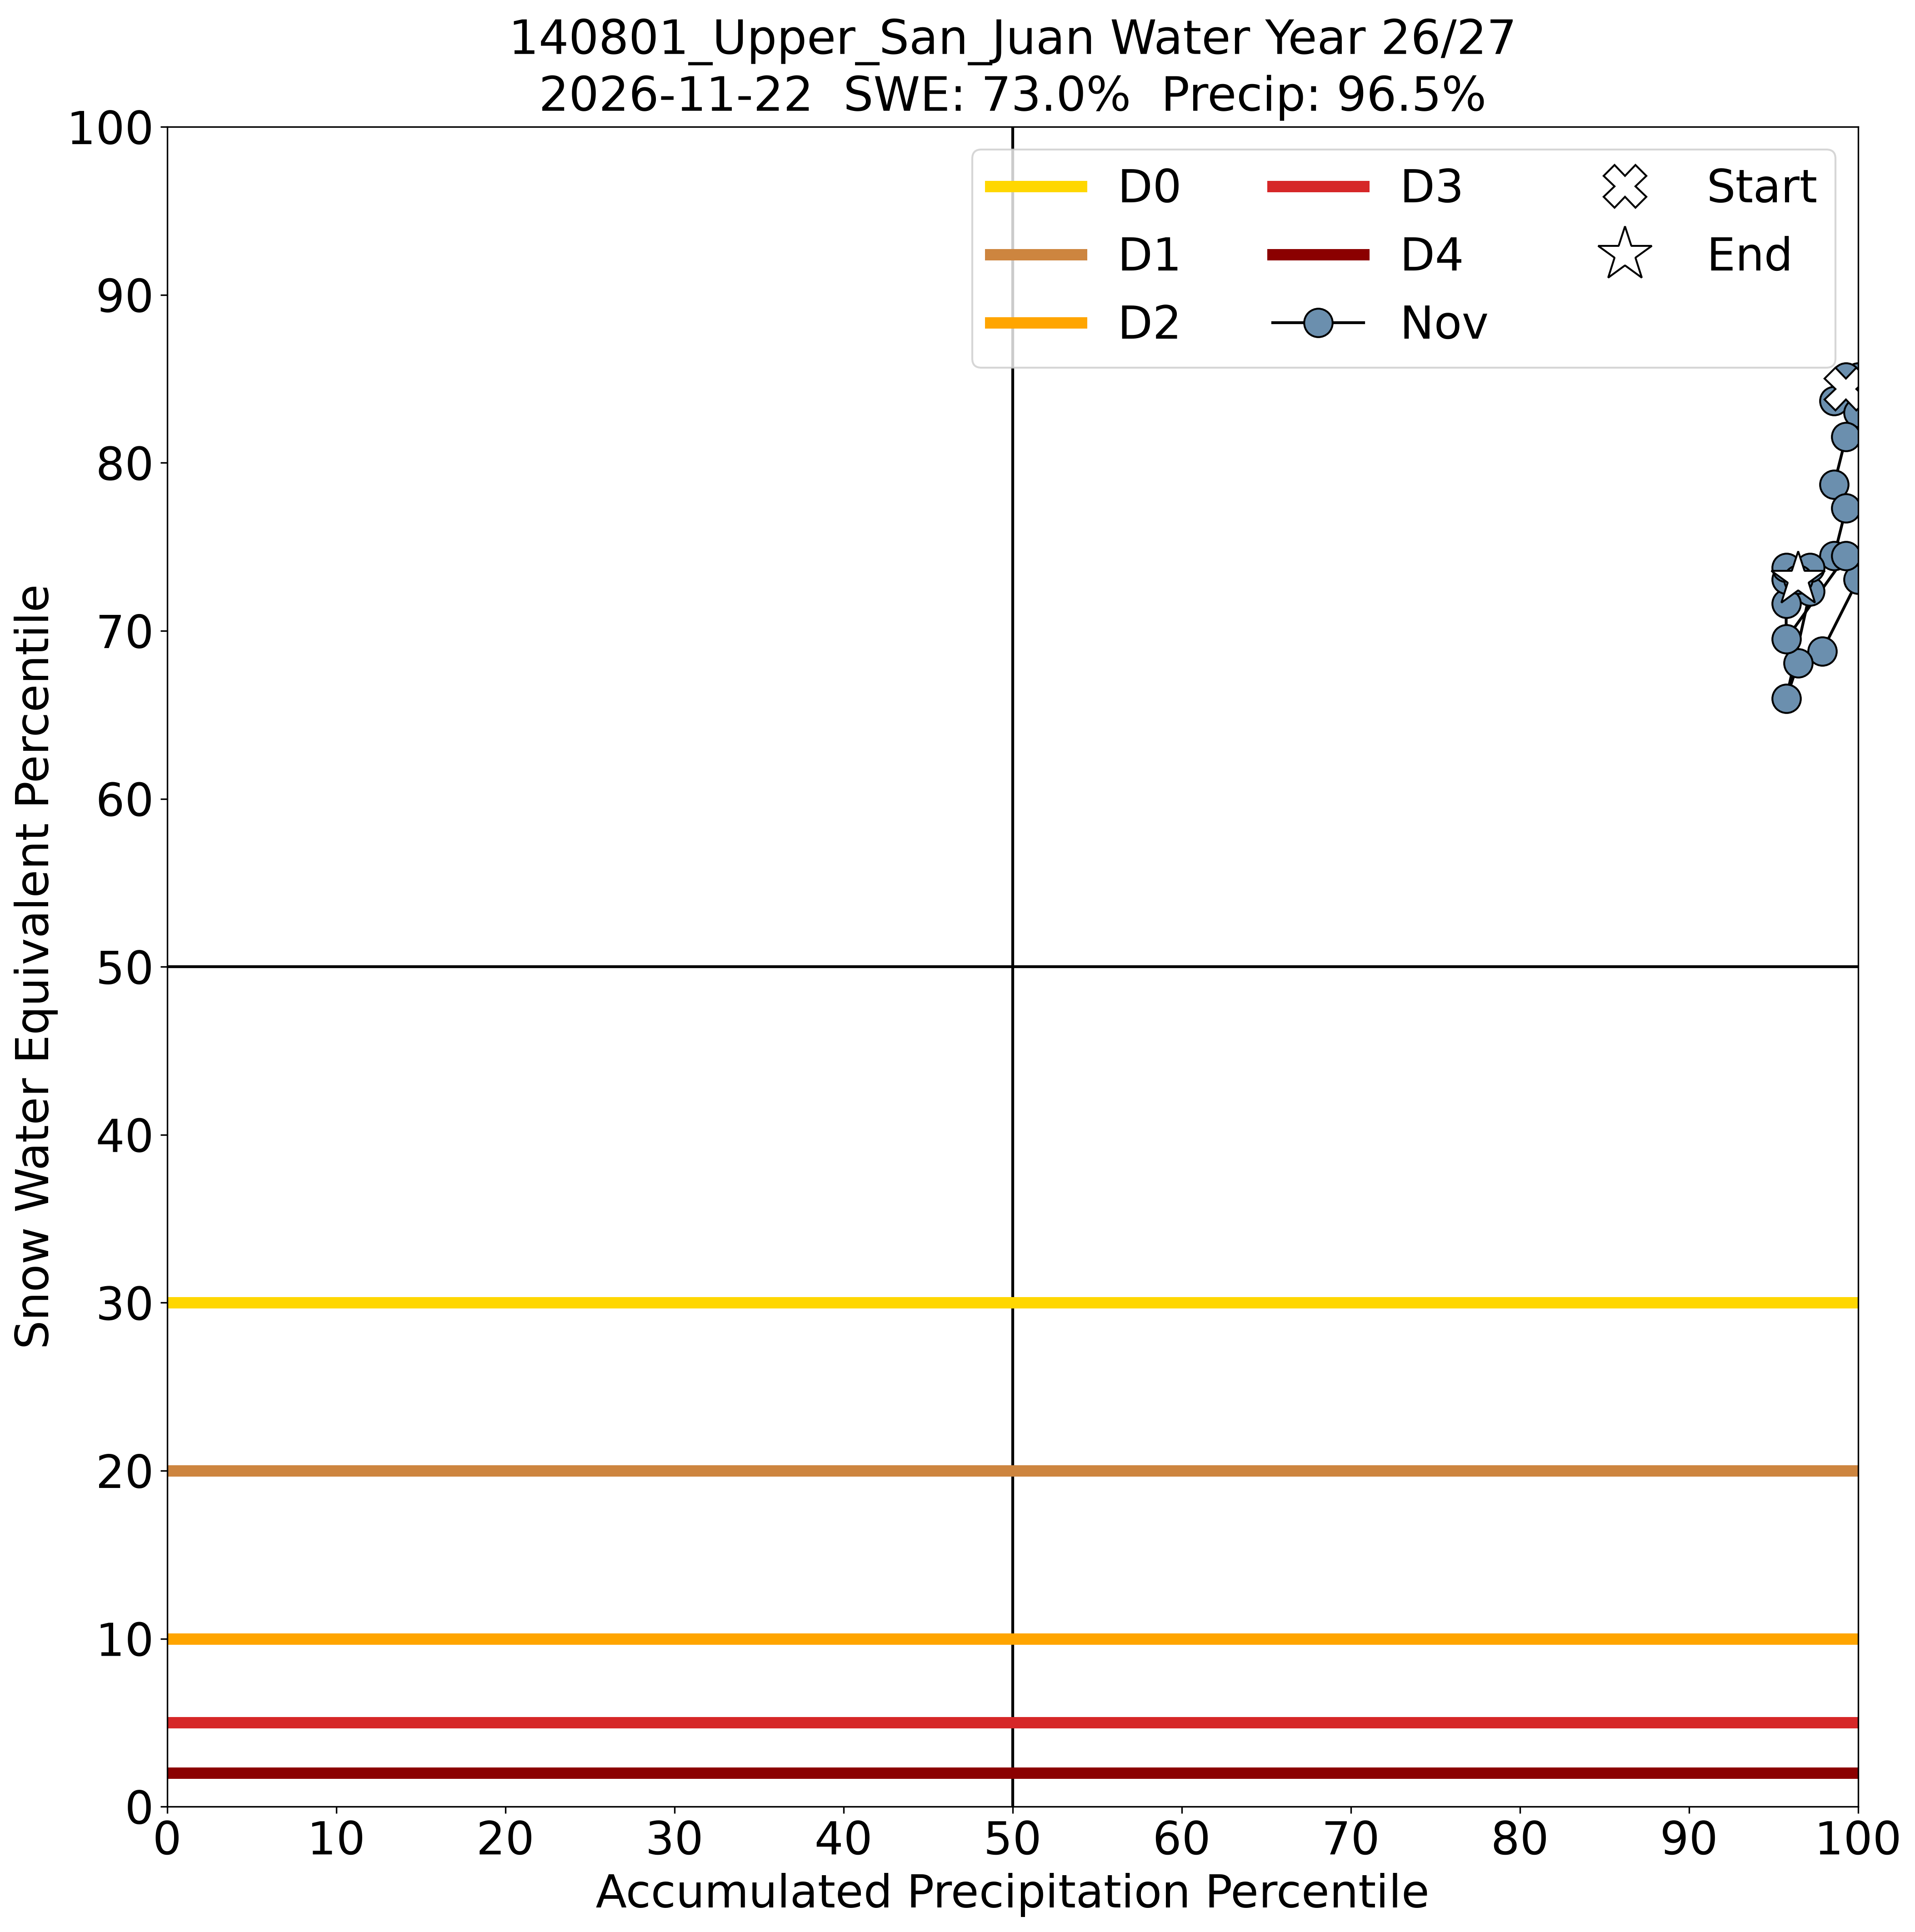 140801_Upper_San_Juan Water Year 26/27
2026-11-22  SWE: 73.0%  Precip: 96.5%
D0
D1
D2
D3
D4
Nov
Start
End
100
90
80
70
60
50
40
30
20
10
0
Snow Water Equivalent Percentile
0 10 20 30 40 50 60 70 80 90 100
Accumulated Precipitation Percentile